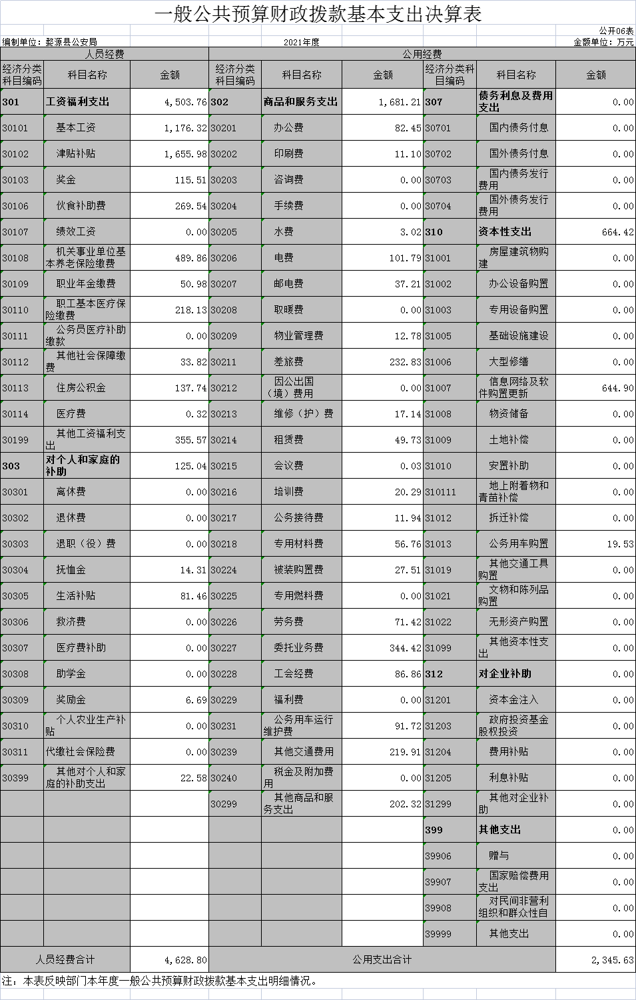 一般公共预算财政拨款基本支出决算表
公开06表
编制单位：婺源县公安局 2021年度 金额单位：万元
人员经费 公用经费
经济分类科目编码 科目名称 金额 经济分类科目编码 科目名称 金额 经济分类科目编码 科目名称 金额
301 工资福利支出 4,503.76 302 商品和服务支出 1,681.21 307 债务利息及费用支出 0.00
30101 基本工资 1,176.32 30201 办公费 82.45 30701 国内债务付息 0.00
30102 津贴补贴 1,655.98 30202 印刷费 11.10 30702 国外债务付息 0.00
30103 奖金 115.51 30203 咨询费 0.00 30703 国内债务发行费用 0.00
30106 伙食补助费 269.54 30204 手续费 0.00 30704 国外债务发行费用 0.00
30107 绩效工资 0.00 30205 水费 3.02 310 资本性支出 664.42
30108 机关事业单位基本养老保险缴费 489.86 30206 电费 101.79 31001 房屋建筑物购建 0.00
30109 职业年金缴费 50.98 30207 邮电费 37.21 31002 办公设备购置 0.00
30110 职工基本医疗保险缴费 218.13 30208 取暖费 0.00 31003 专用设备购置 0.00
30111 公务员医疗补助缴款 0.00 30209 物业管理费 12.78 31005 基础设施建设 0.00
30112 其他社会保障缴费 33.82 30211 差旅费 232.83 31006 大型修缮 0.00
30113 住房公积金 137.74 30212 因公出国（境）费用 0.00 31007 信息网络及软件购置更新 644.90
30114 医疗费 0.32 30213 维修（护）费 17.14 31008 物资储备 0.00
30199 其他工资福利支出 355.57 30214 租赁费 49.73 31009 土地补偿 0.00
303 对个人和家庭的补助 125.04 30215 会议费 0.03 31010 安置补助 0.00
30301 离休费 0.00 30216 培训费 20.29 310111 地上附着物和青苗补偿 0.00
30302 退休费 0.00 30217 公务接待费 11.94 31012 拆迁补偿 0.00
30303 退职（役）费 0.00 30218 专用材料费 56.76 31013 公务用车购置 19.53
30304 抚恤金 14.31 30224 被装购置费 27.51 31019 其他交通工具购置 0.00
30305 生活补贴 81.46 30225 专用燃料费 0.00 31021 文物和陈列品购置 0.00
30306 救济费 0.00 30226 劳务费 71.42 31022 无形资产购置 0.00
30307 医疗费补助 0.00 30227 委托业务费 344.42 31099 其他资本性支出 0.00
30308 助学金 0.00 30228 工会经费 86.86 312 对企业补助 0.00
30309 奖励金 6.69 30229 福利费 0.00 31201 资本金注入 0.00
30310 个人农业生产补贴 0.00 30231 公务用车运行维护费 91.72 31203 政府投资基金股权投资 0.00
30311 代缴社会保险费 0.00 30239 其他交通费用 219.91 31204 费用补贴 0.00
30399 其他对个人和家庭的补助支出 22.58 30240 税金及附加费用 0.00 31205 利息补贴 0.00
30299 其他商品和服务支出 202.32 31299 其他对企业补助 0.00
399 其他支出 0.00
39906 赠与 0.00
39907 国家赔偿费用支出 0.00
39908 对民间非营利组织和群众性自 0.00
39999 其他支出 0.00
人员经费合计 4,628.80 公用支出合计 2,345.63
注：本表反映部门本年度一般公共预算财政拨款基本支出明细情况。